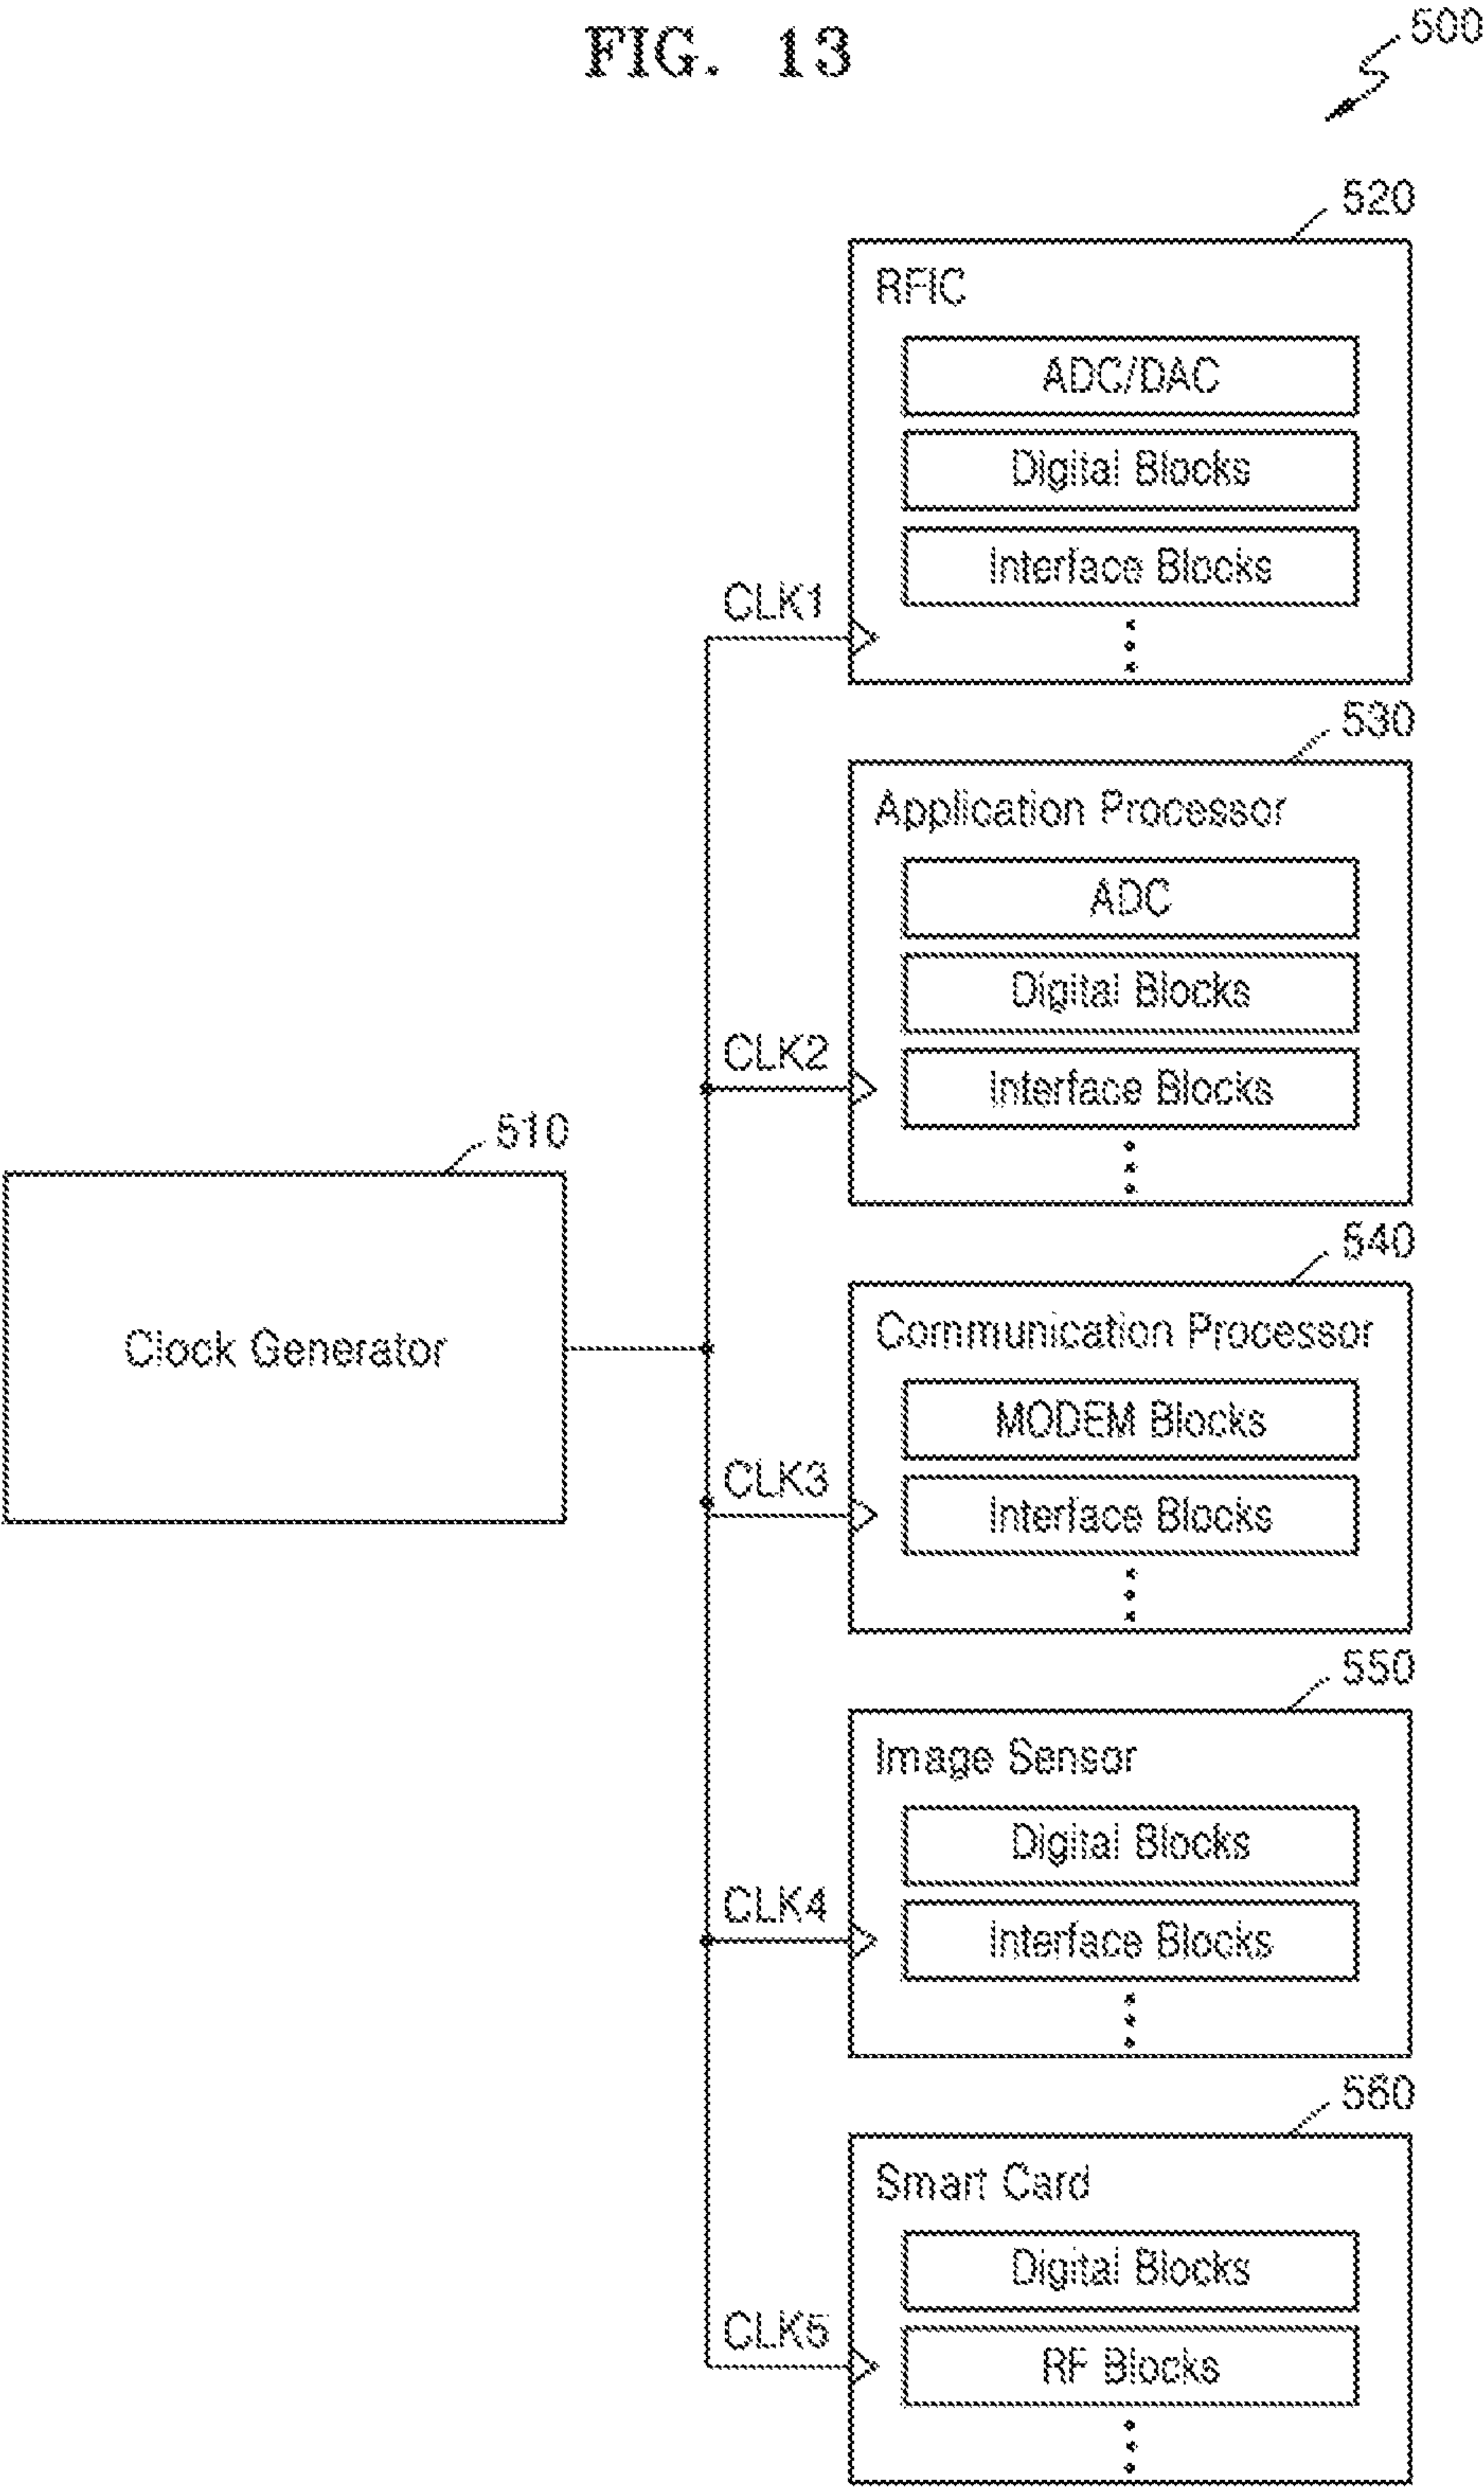 FIG. 13
500
520
RFIC
ADC/DAC
Digital Blocks
Interface Blocks
CLK1
530
Application Processor
ADC
Digital Blocks
CLK2
Interface Blocks
510
Clock Generator
540
Communication Processor
MODEM Blocks
CLK3
Interface Blocks
550
Image Sensor
Digital Blocks
CLK4
Interface Blocks
560
Smart Card
Digital Blocks
CLK5
RF Blocks